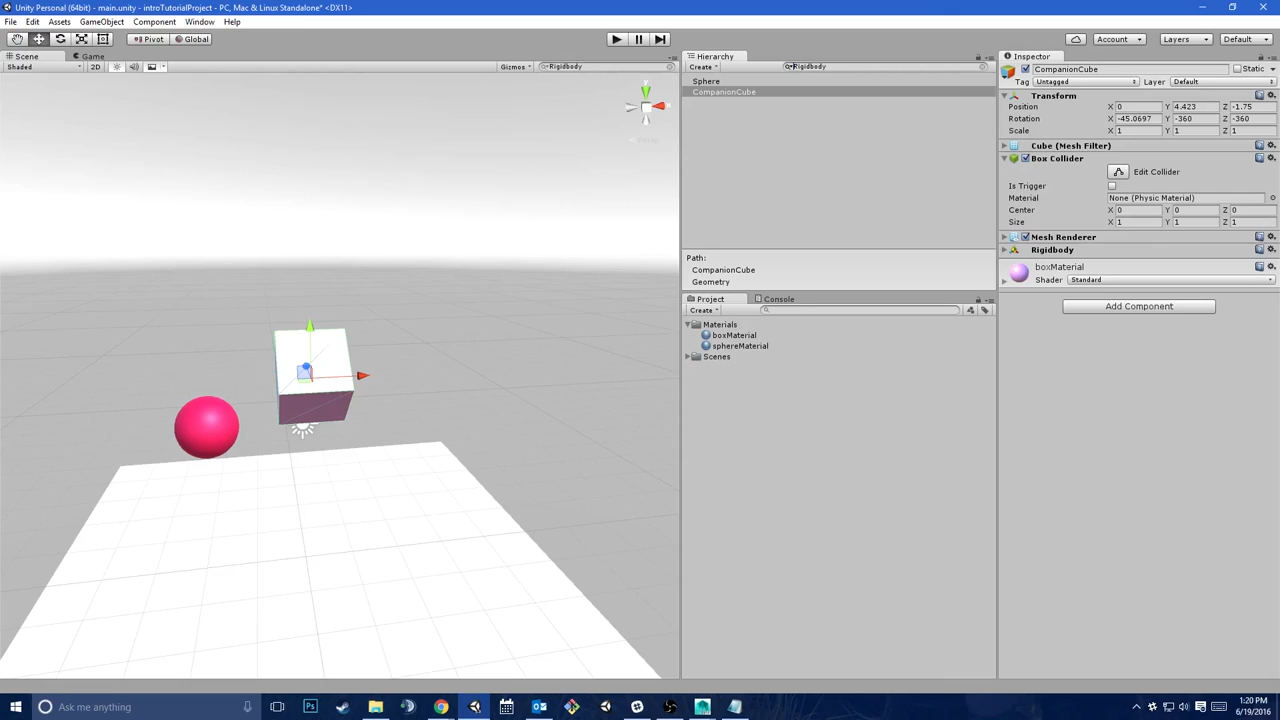 Unity Personal (64bit) - main.unity - introTutorialProject - PC, Mac & Linux Standalone* <DX11>
File Edit Assets GameObject Component Window Help
Pivot Global Account Layers Default
Scene Game
Shaded 2D Gizmos Rigidbody
Persp
Hierarchy
Create Rigidbody
Sphere
CompanionCube
Path:
CompanionCube
Geometry
Project Console
Create
Materials
boxMaterial
sphereMaterial
Scenes
Inspector
CompanionCube Static
Tag Untagged Layer Default
Transform
Position X 0 Y 4.423 Z -1.75
Rotation X -45.0697 Y -360 Z -360
Scale X 1 Y 1 Z 1
Cube (Mesh Filter)
Box Collider
Edit Collider
Is Trigger
Material None (Physic Material)
Center X 0 Y 0 Z 0
Size X 1 Y 1 Z 1
Mesh Renderer
Rigidbody
boxMaterial
Shader Standard
Add Component
Ask me anything
1:20 PM
6/19/2016